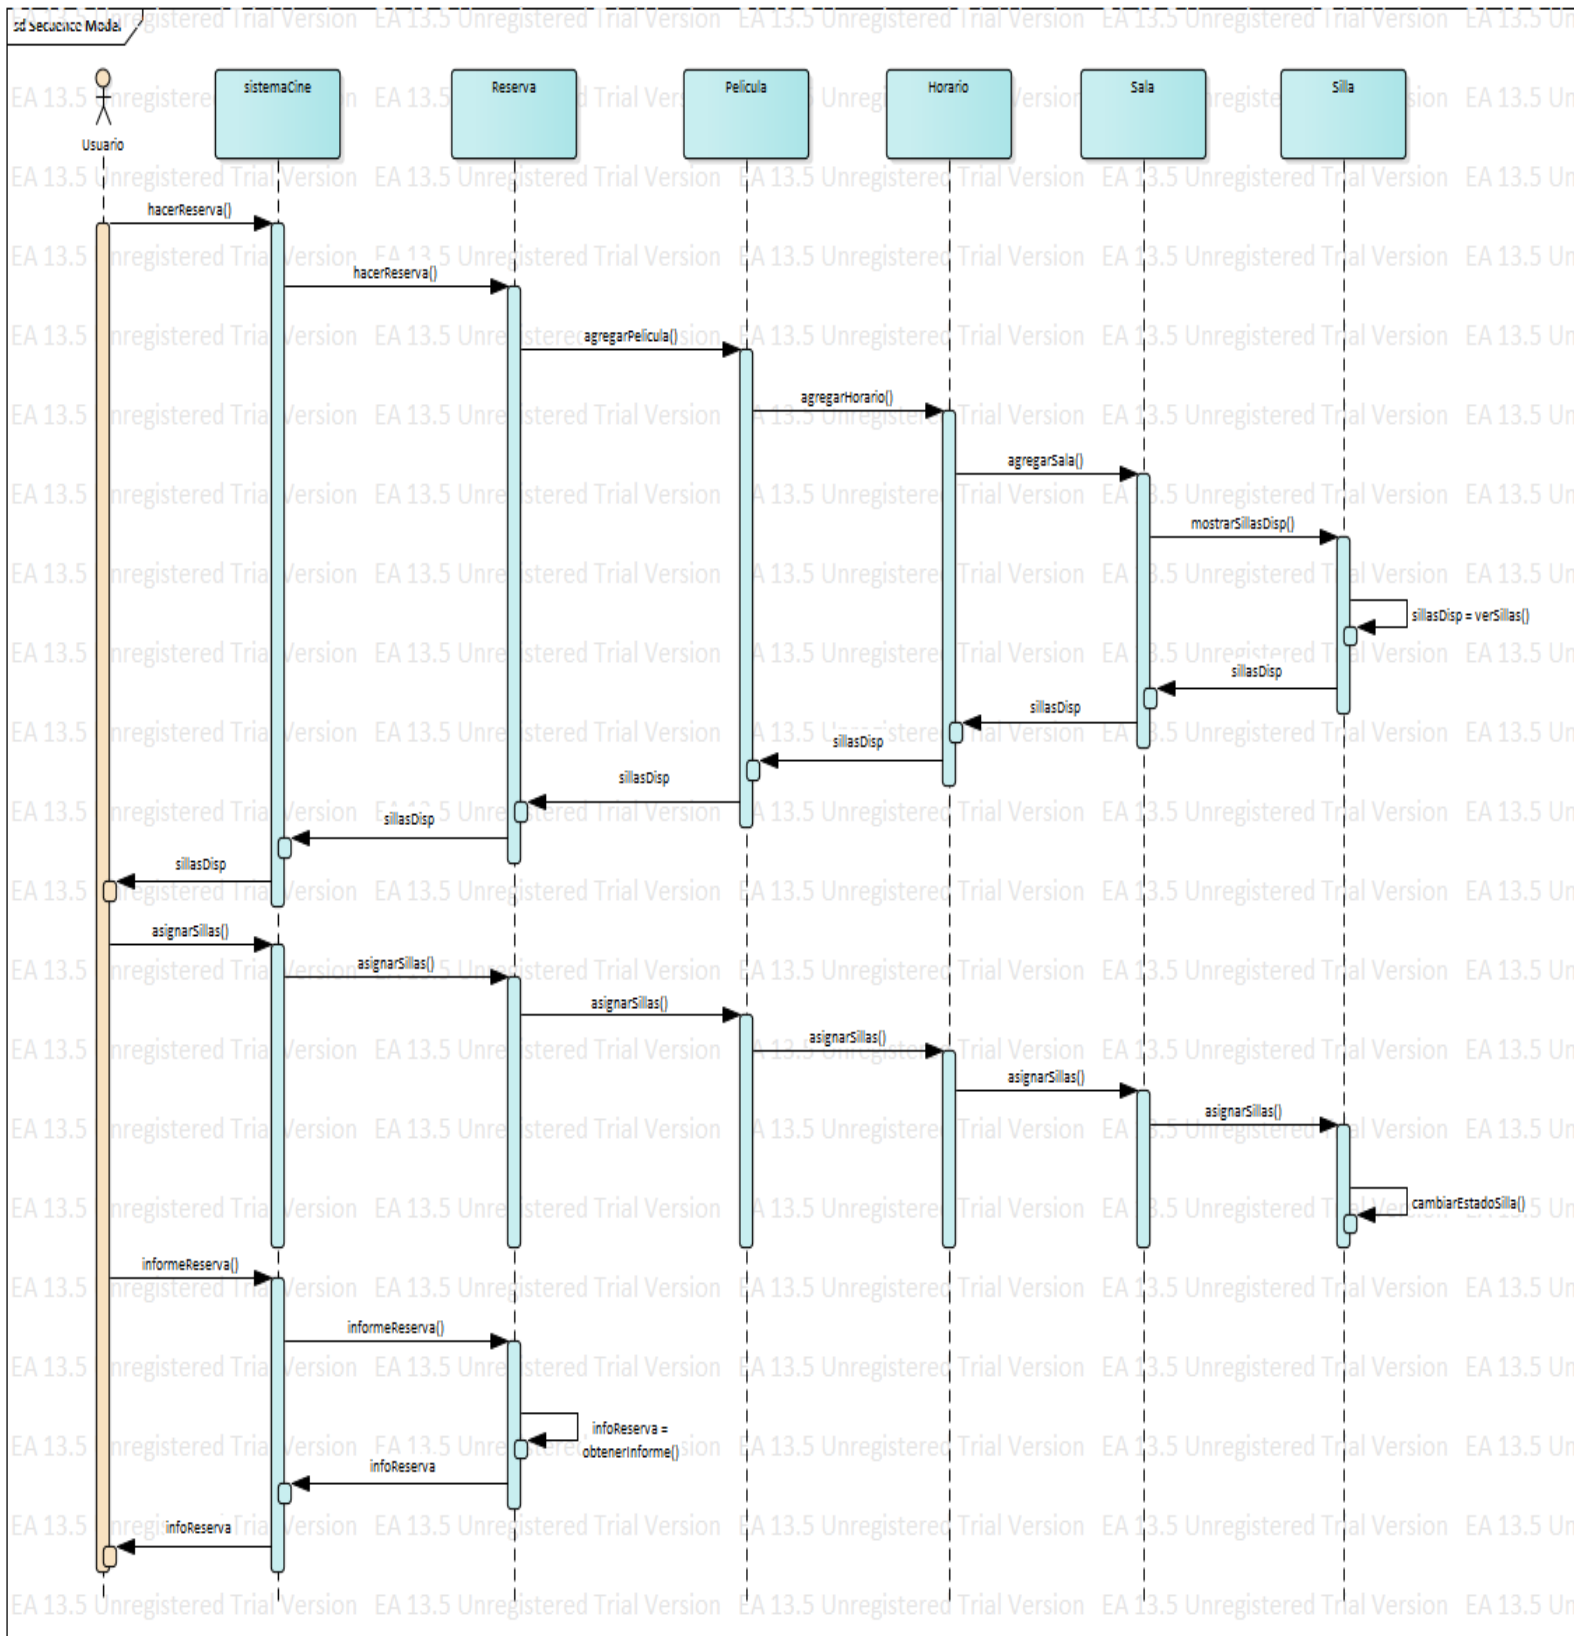 sd Secuence Model
Usuario
sistemaCine
Reserva
Pelicula
Horario
Sala
Silla
hacerReserva()
hacerReserva()
agregarPelicula()
agregarHorario()
agregarSala()
mostrarSillasDisp()
sillasDisp = verSillas()
sillasDisp
sillasDisp
sillasDisp
sillasDisp
sillasDisp
sillasDisp
asignarSillas()
asignarSillas()
asignarSillas()
asignarSillas()
asignarSillas()
asignarSillas()
cambiarEstadoSilla()
informeReserva()
informeReserva()
infoReserva =
obtenerInforme()
infoReserva
infoReserva
EA 13.5 Unregistered Trial Version